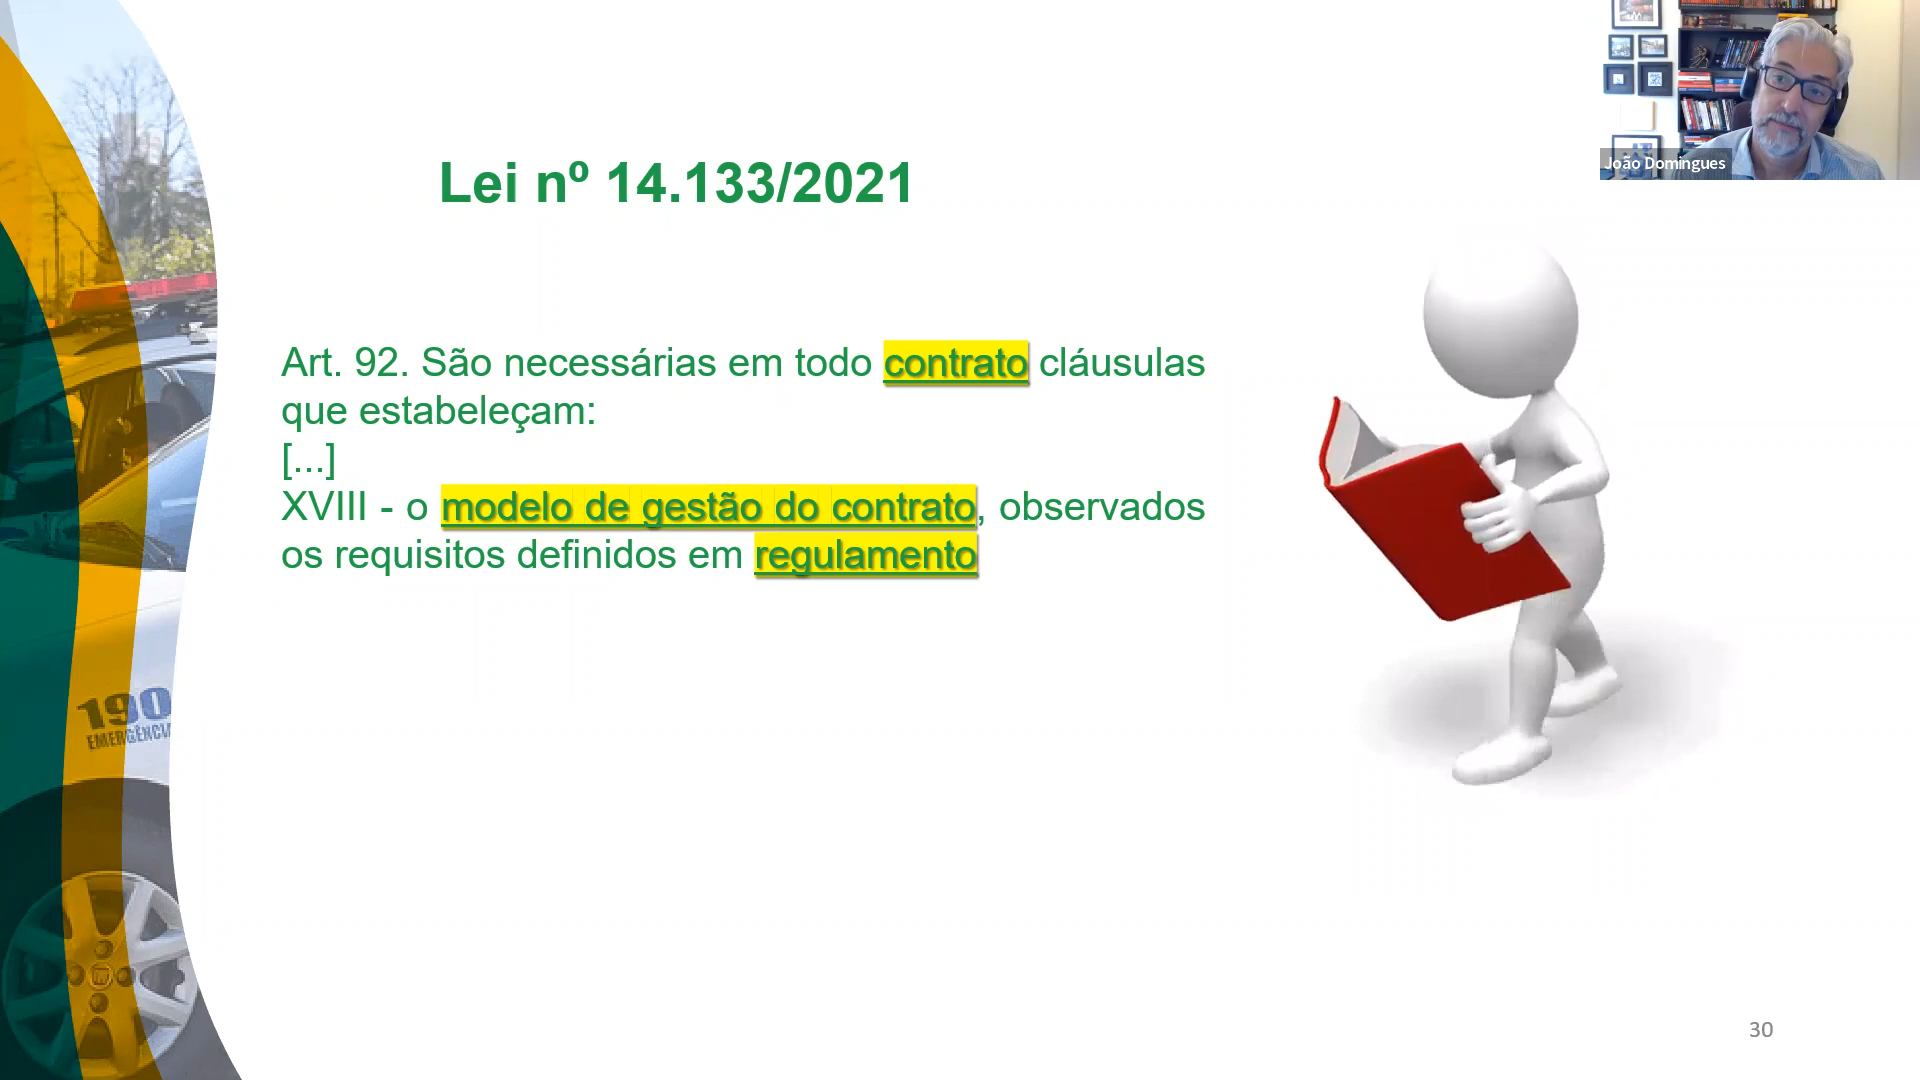 João Domingues
Lei nº 14.133/2021
Art. 92. São necessárias em todo contrato cláusulas
que estabeleçam:
[...]
XVIII - o modelo de gestão do contrato, observados
os requisitos definidos em regulamento
190
EMERGÊNCI
30